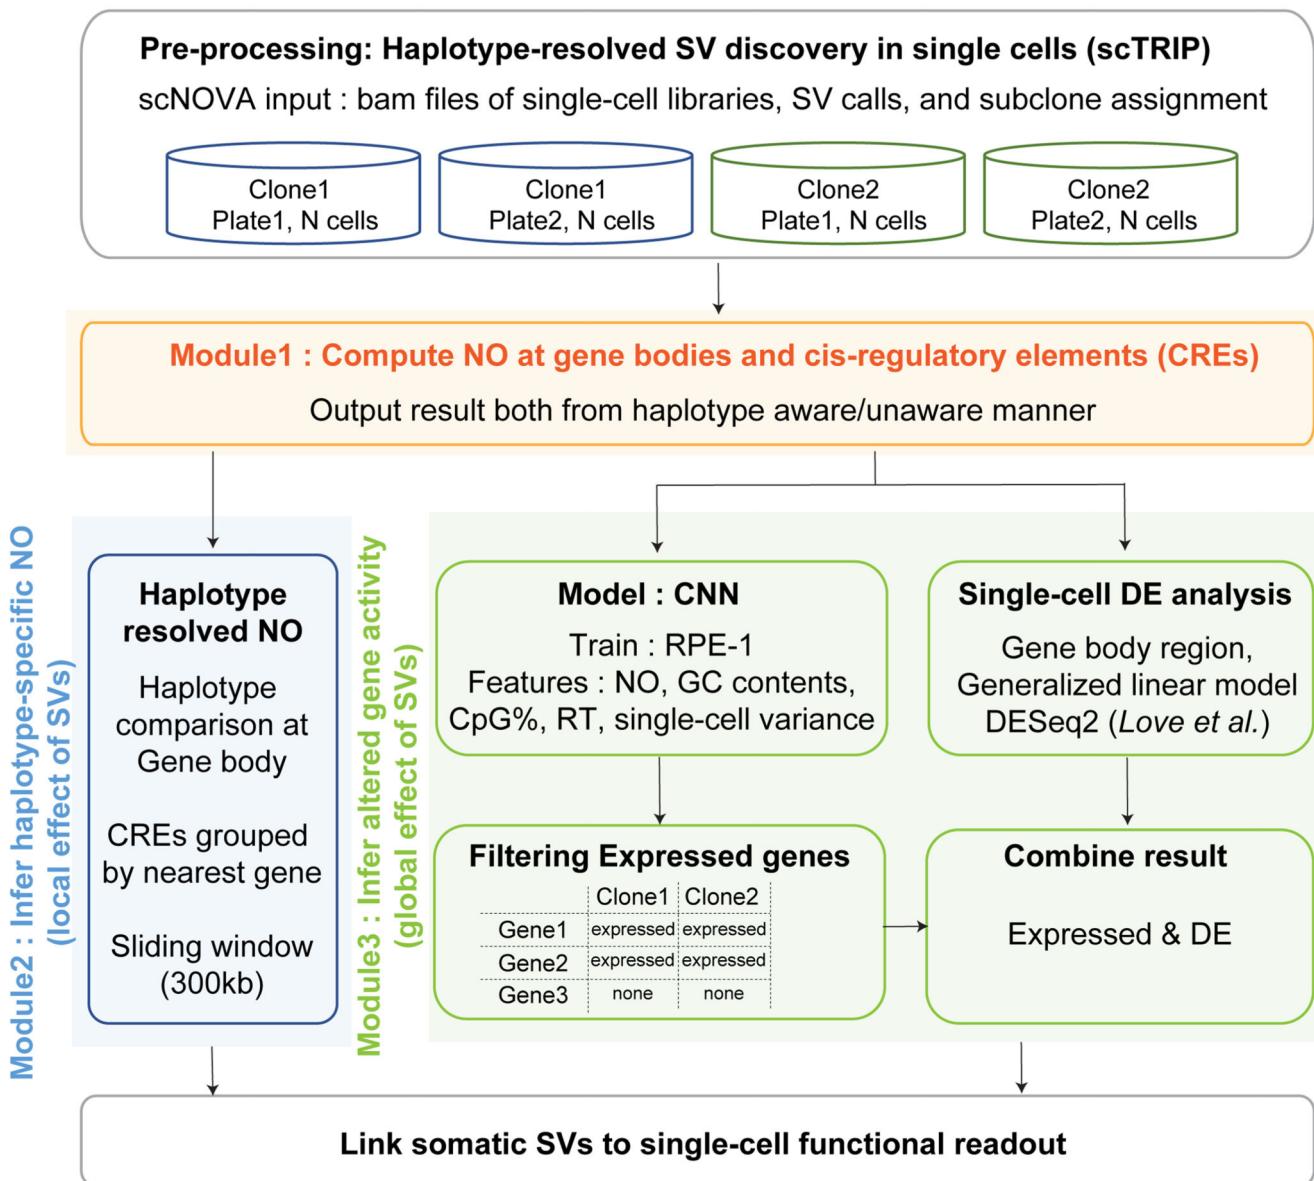 Pre-processing: Haplotype-resolved SV discovery in single cells (scTRIP)
scNOVA input : bam files of single-cell libraries, SV calls, and subclone assignment
Clone1
Plate1, N cells
Clone1
Plate2, N cells
Clone2
Plate1, N cells
Clone2
Plate2, N cells
Module1 : Compute NO at gene bodies and cis-regulatory elements (CREs)
Output result both from haplotype aware/unaware manner
Module2 : Infer haplotype-specific NO
(local effect of SVs)
Haplotype
resolved NO
Haplotype
comparison at
Gene body
CREs grouped
by nearest gene
Sliding window
(300kb)
Module3 : Infer altered gene activity
(global effect of SVs)
Model : CNN
Train : RPE-1
Features : NO, GC contents,
CpG%, RT, single-cell variance
Single-cell DE analysis
Gene body region,
Generalized linear model
DESeq2 (Love et al.)
Filtering Expressed genes
Clone1 Clone2
Gene1 expressed expressed
Gene2 expressed expressed
Gene3 none none
Combine result
Expressed & DE
Link somatic SVs to single-cell functional readout